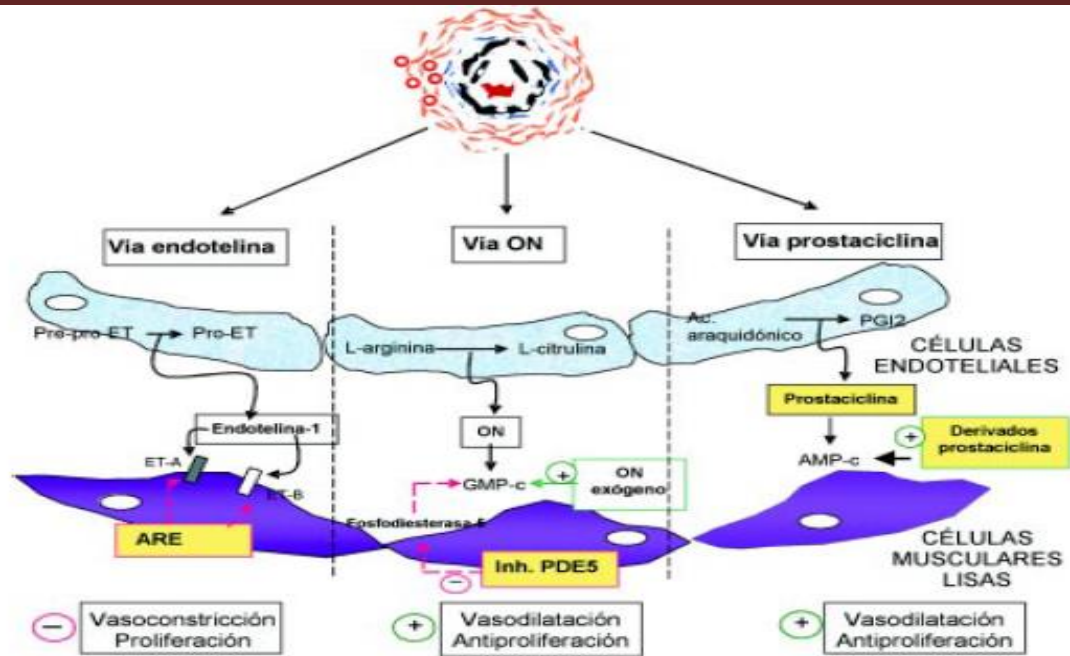 Vía endotelina
Vía ON
Vía prostaciclina
Pre-pro-ET
Pro-ET
L-arginina
L-citrulina
Ac.
araquidónico
PGI2
CÉLULAS
ENDOTELIALES
Endotelina-1
ON
Prostaciclina
ET-A
ET-B
GMP-c
+
ON
exógeno
AMP-c
+
Derivados
prostaciclina
Fosfodiesterasa 5
ARE
Inh. PDE5
−
CÉLULAS
MUSCULARES
LISAS
−
Vasoconstricción
Proliferación
+
Vasodilatación
Antiproliferación
+
Vasodilatación
Antiproliferación